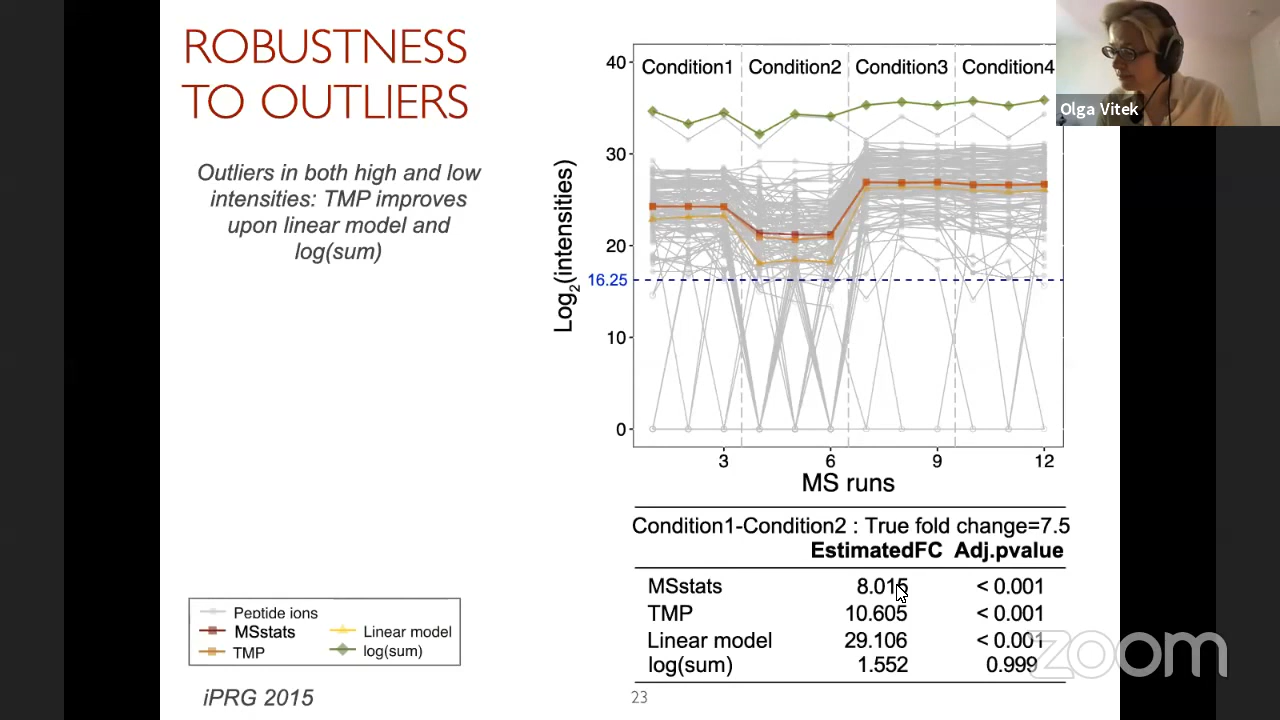 ROBUSTNESS
TO OUTLIERS
Outliers in both high and low
intensities: TMP improves
upon linear model and
log(sum)
Olga Vitek
Condition1 Condition2 Condition3 Condition4
40
30
20
16.25
10
0
Log2(intensities)
3 6 9 12
MS runs
Condition1-Condition2 : True fold change=7.5
EstimatedFC Adj.pvalue
MSstats 8.015 < 0.001
TMP 10.605 < 0.001
Linear model 29.106 < 0.001
log(sum) 1.552 0.999
Peptide ions
MSstats Linear model
TMP log(sum)
iPRG 2015
23
zoom